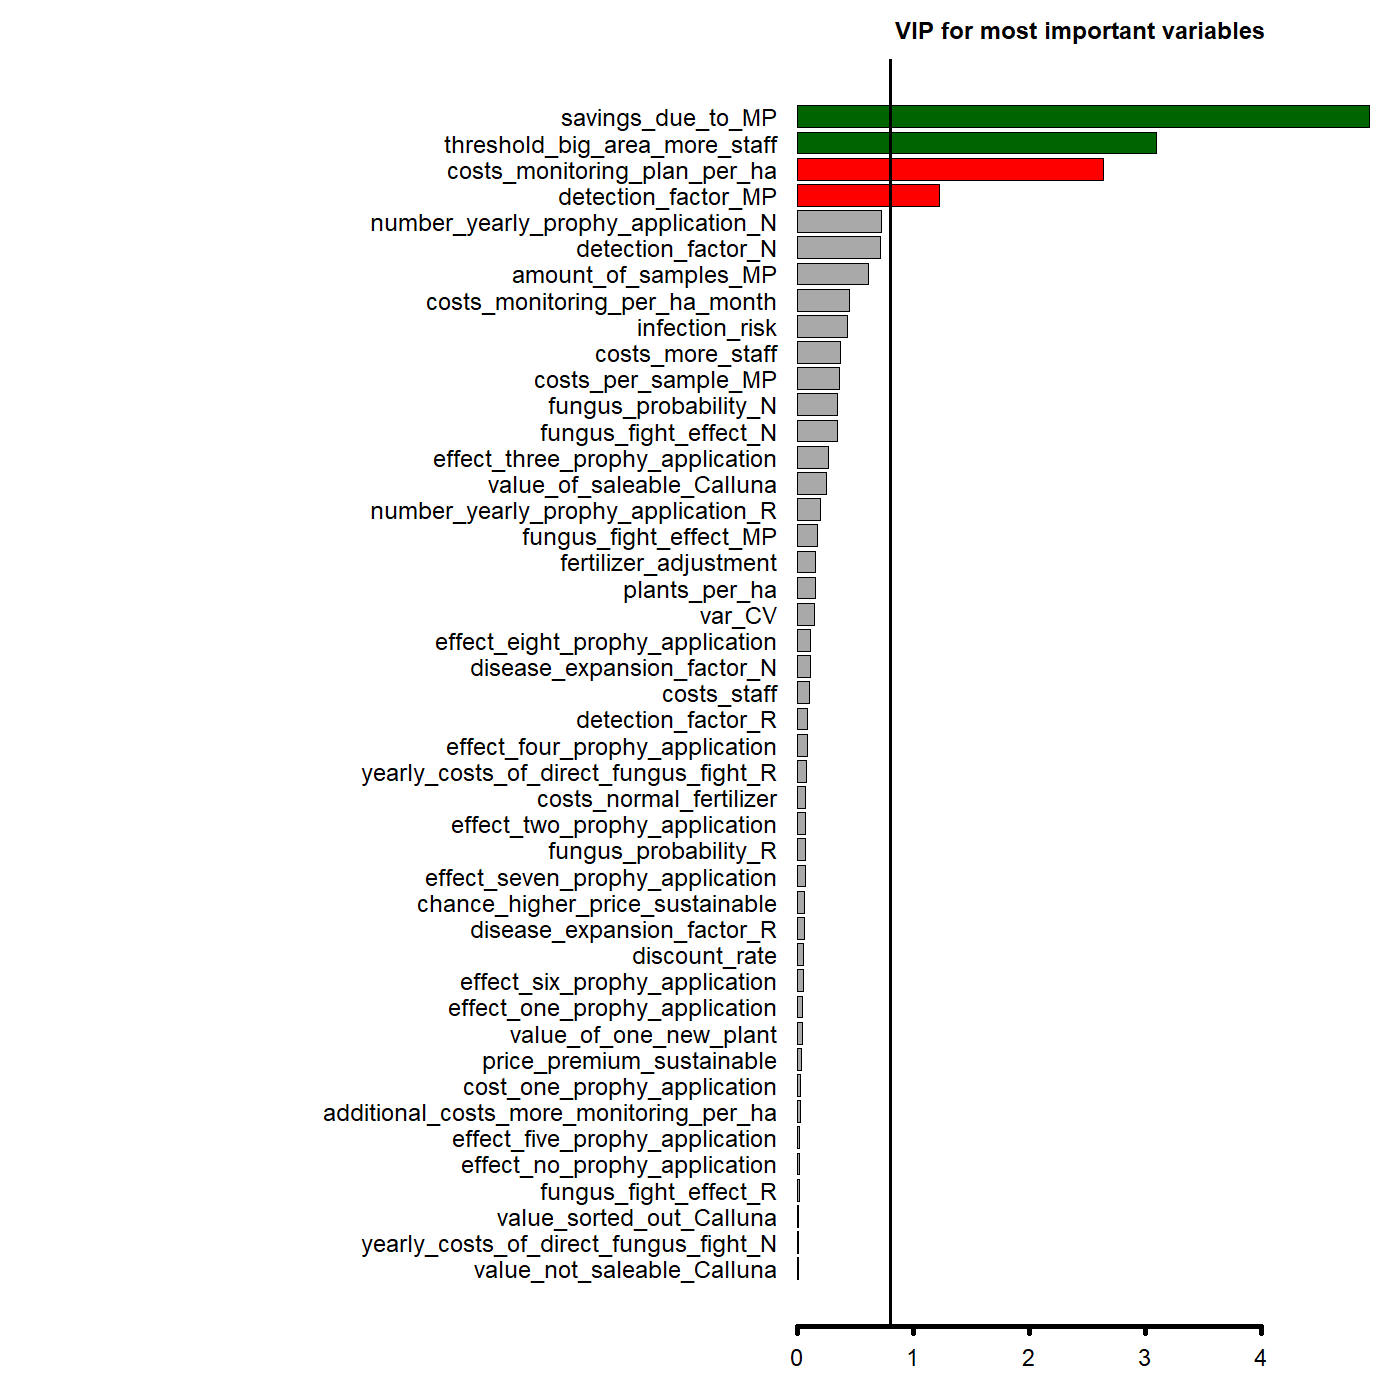 VIP for most important variables
savings_due_to_MP
threshold_big_area_more_staff
costs_monitoring_plan_per_ha
detection_factor_MP
number_yearly_prophy_application_N
detection_factor_N
amount_of_samples_MP
costs_monitoring_per_ha_month
infection_risk
costs_more_staff
costs_per_sample_MP
fungus_probability_N
fungus_fight_effect_N
effect_three_prophy_application
value_of_saleable_Calluna
number_yearly_prophy_application_R
fungus_fight_effect_MP
fertilizer_adjustment
plants_per_ha
var_CV
effect_eight_prophy_application
disease_expansion_factor_N
costs_staff
detection_factor_R
effect_four_prophy_application
yearly_costs_of_direct_fungus_fight_R
costs_normal_fertilizer
effect_two_prophy_application
fungus_probability_R
effect_seven_prophy_application
chance_higher_price_sustainable
disease_expansion_factor_R
discount_rate
effect_six_prophy_application
effect_one_prophy_application
value_of_one_new_plant
price_premium_sustainable
cost_one_prophy_application
additional_costs_more_monitoring_per_ha
effect_five_prophy_application
effect_no_prophy_application
fungus_fight_effect_R
value_sorted_out_Calluna
yearly_costs_of_direct_fungus_fight_N
value_not_saleable_Calluna
0 1 2 3 4